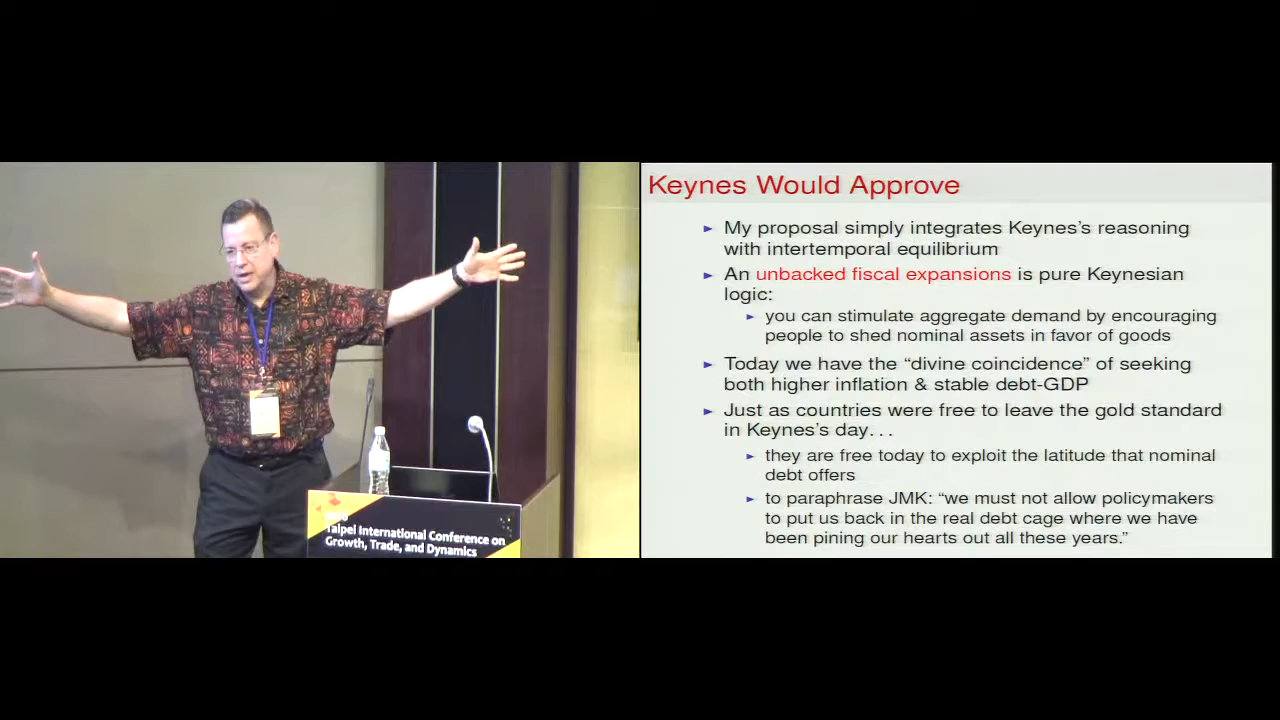 Taipei International Conference on
Growth, Trade, and Dynamics
Keynes Would Approve
► My proposal simply integrates Keynes's reasoning
with intertemporal equilibrium
► An unbacked fiscal expansions is pure Keynesian
logic:
► you can stimulate aggregate demand by encouraging
people to shed nominal assets in favor of goods
► Today we have the “divine coincidence” of seeking
both higher inflation & stable debt-GDP
► Just as countries were free to leave the gold standard
in Keynes's day...
► they are free today to exploit the latitude that nominal
debt offers
► to paraphrase JMK: “we must not allow policymakers
to put us back in the real debt cage where we have
been pining our hearts out all these years.”